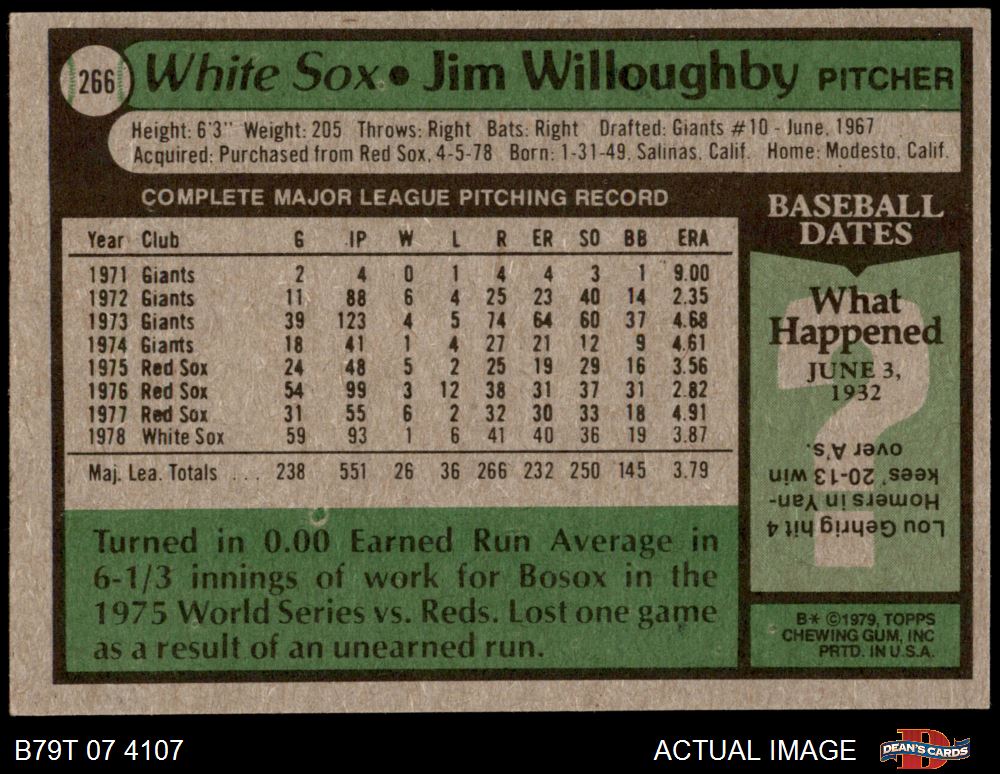 266 White Sox • Jim Willoughby PITCHER
Height: 6'3" Weight: 205 Throws: Right Bats: Right Drafted: Giants #10 - June, 1967
Acquired: Purchased from Red Sox, 4-5-78 Born: 1-31-49, Salinas, Calif. Home: Modesto, Calif.
COMPLETE MAJOR LEAGUE PITCHING RECORD
Year Club G IP W L R ER SO BB ERA
1971 Giants 2 4 0 1 4 4 3 1 9.00
1972 Giants 11 88 6 4 25 23 40 14 2.35
1973 Giants 39 123 4 5 74 64 60 37 4.68
1974 Giants 18 41 1 4 27 21 12 9 4.61
1975 Red Sox 24 48 5 2 25 19 29 16 3.56
1976 Red Sox 54 99 3 12 38 31 37 31 2.82
1977 Red Sox 31 55 6 2 32 30 33 18 4.91
1978 White Sox 59 93 1 6 41 40 36 19 3.87
Maj. Lea. Totals ... 238 551 26 36 266 232 250 145 3.79
Turned in 0.00 Earned Run Average in
6-1/3 innings of work for Bosox in the
1975 World Series vs. Reds. Lost one game
as a result of an unearned run.
BASEBALL
DATES
What
Happened
JUNE 3,
1932
Lou Gehrig hit 4
Homers in Yan-
kees' 20-13 win
over A's.
B* ©1979, TOPPS
CHEWING GUM, INC
PRTD. IN U.S.A.
B79T 07 4107
ACTUAL IMAGE
DEAN'S CARDS